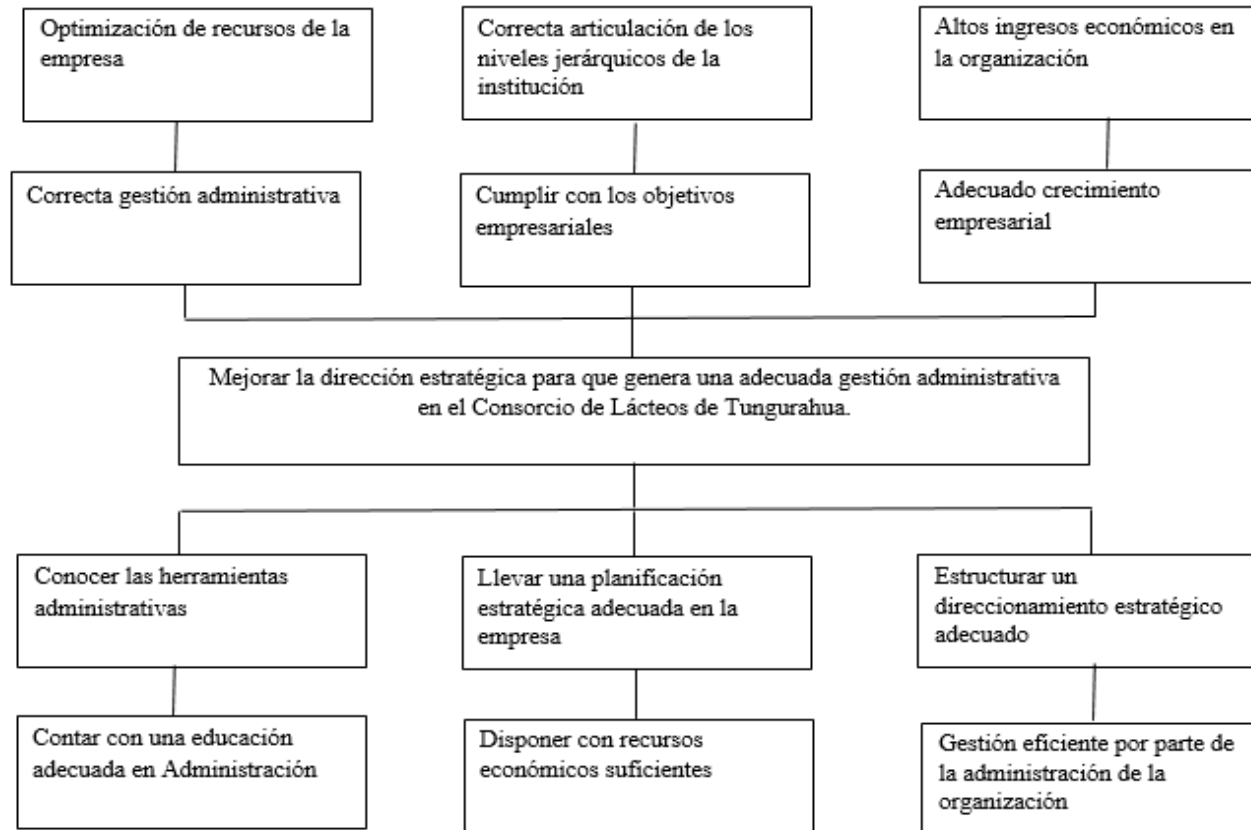 Optimización de recursos de la
empresa
Correcta articulación de los
niveles jerárquicos de la
institución
Altos ingresos económicos en
la organización
Correcta gestión administrativa
Cumplir con los objetivos
empresariales
Adecuado crecimiento
empresarial
Mejorar la dirección estratégica para que genera una adecuada gestión administrativa
en el Consorcio de Lácteos de Tungurahua.
Conocer las herramientas
administrativas
Llevar una planificación
estratégica adecuada en la
empresa
Estructurar un
direccionamiento estratégico
adecuado
Contar con una educación
adecuada en Administración
Disponer con recursos
económicos suficientes
Gestión eficiente por parte de
la administración de la
organización